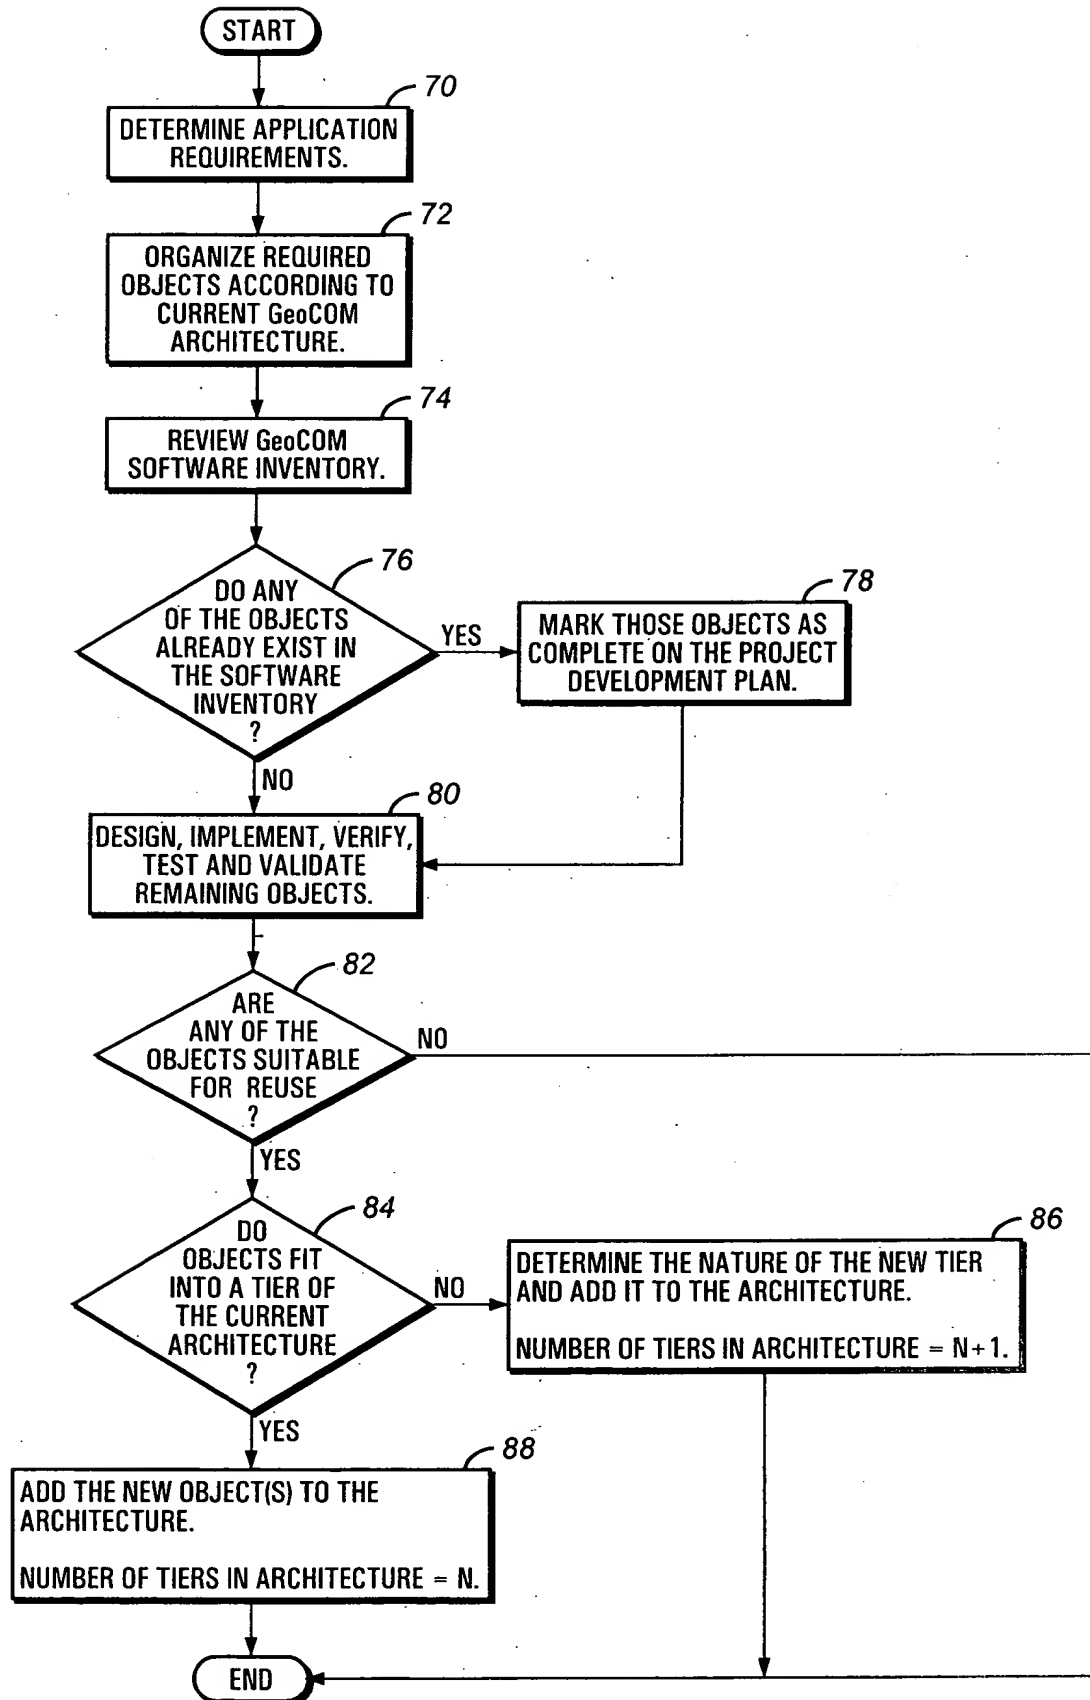 START
70
DETERMINE APPLICATION
REQUIREMENTS.
72
ORGANIZE REQUIRED
OBJECTS ACCORDING TO
CURRENT GeoCOM
ARCHITECTURE.
74
REVIEW GeoCOM
SOFTWARE INVENTORY.
76
DO ANY
OF THE OBJECTS
ALREADY EXIST IN
THE SOFTWARE
INVENTORY
?
YES
78
MARK THOSE OBJECTS AS
COMPLETE ON THE PROJECT
DEVELOPMENT PLAN.
NO
80
DESIGN, IMPLEMENT, VERIFY,
TEST AND VALIDATE
REMAINING OBJECTS.
82
ARE
ANY OF THE
OBJECTS SUITABLE
FOR REUSE
?
NO
YES
84
DO
OBJECTS FIT
INTO A TIER OF
THE CURRENT
ARCHITECTURE
?
NO
86
DETERMINE THE NATURE OF THE NEW TIER
AND ADD IT TO THE ARCHITECTURE.
NUMBER OF TIERS IN ARCHITECTURE = N+1.
YES
88
ADD THE NEW OBJECT(S) TO THE
ARCHITECTURE.
NUMBER OF TIERS IN ARCHITECTURE = N.
END